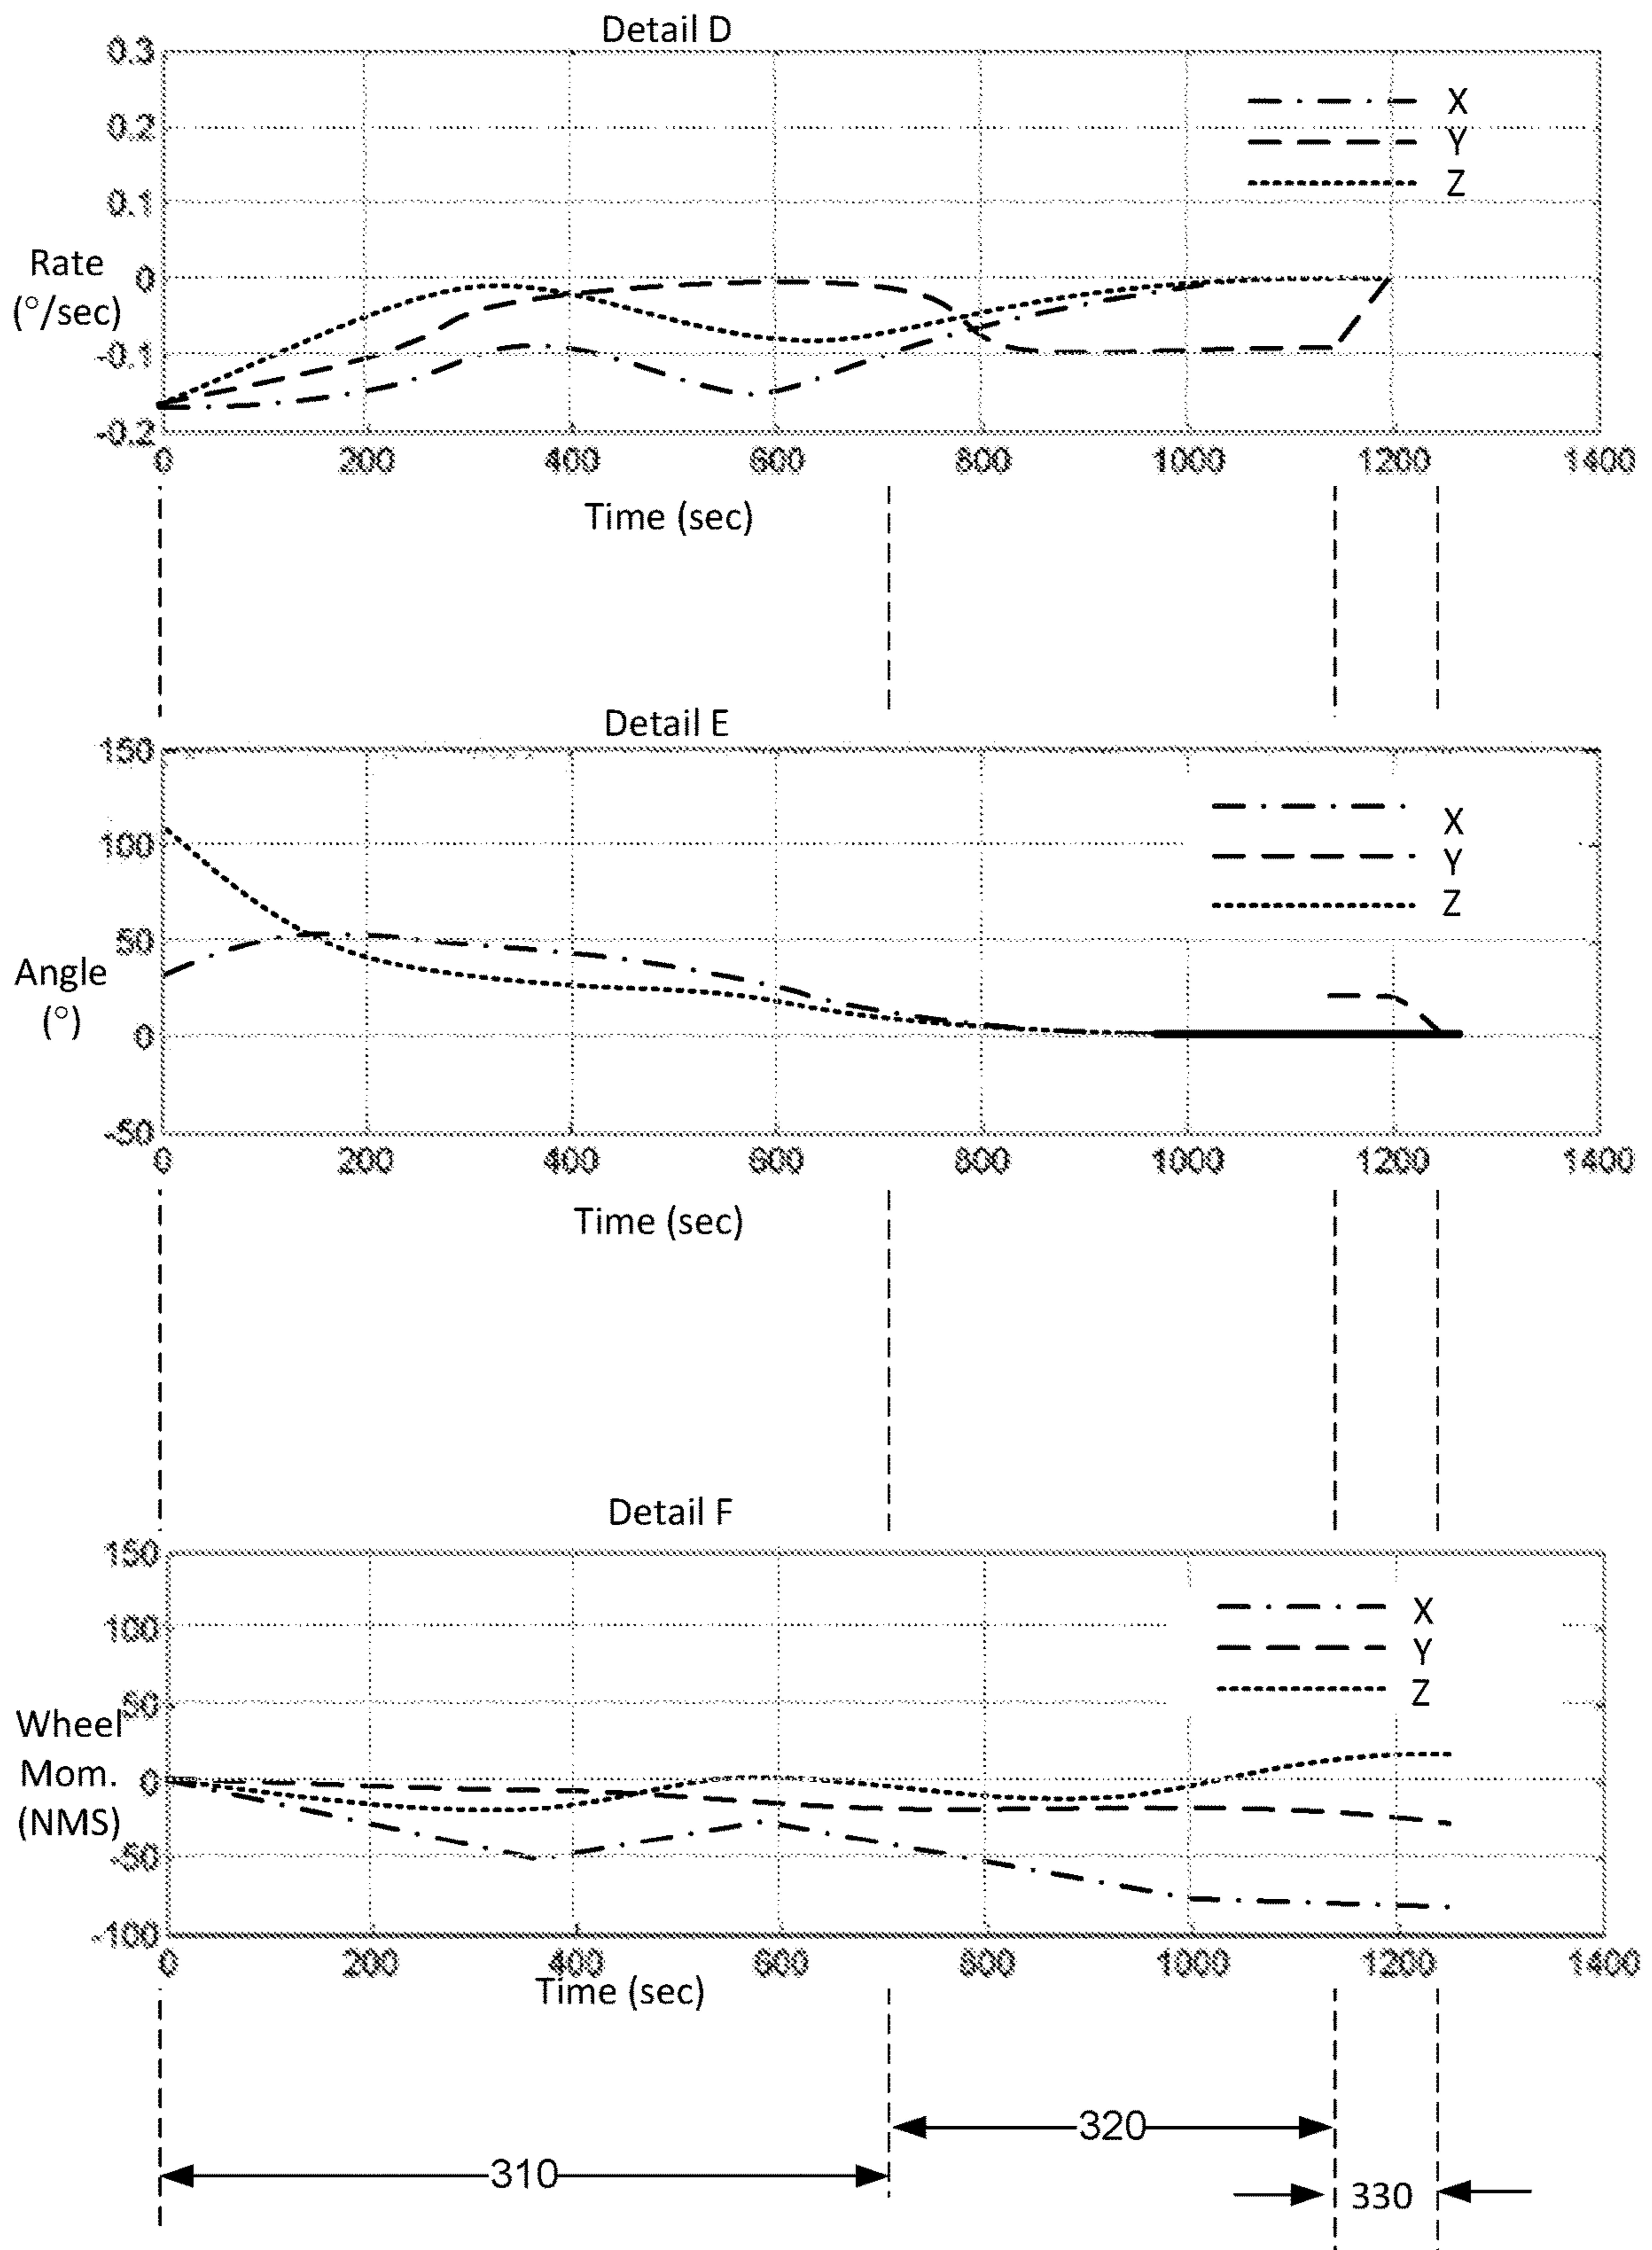 Detail D
0.3
0.2
0.1
0
-0.1
-0.2
Rate
(°/sec)
X
Y
Z
0 200 400 600 800 1000 1200 1400
Time (sec)
Detail E
150
100
50
0
-50
Angle
(°)
X
Y
Z
0 200 400 600 800 1000 1200 1400
Time (sec)
Detail F
150
100
50
0
-50
-100
Wheel
Mom.
(NMS)
X
Y
Z
0 200 400 600 800 1000 1200 1400
Time (sec)
320
310
330